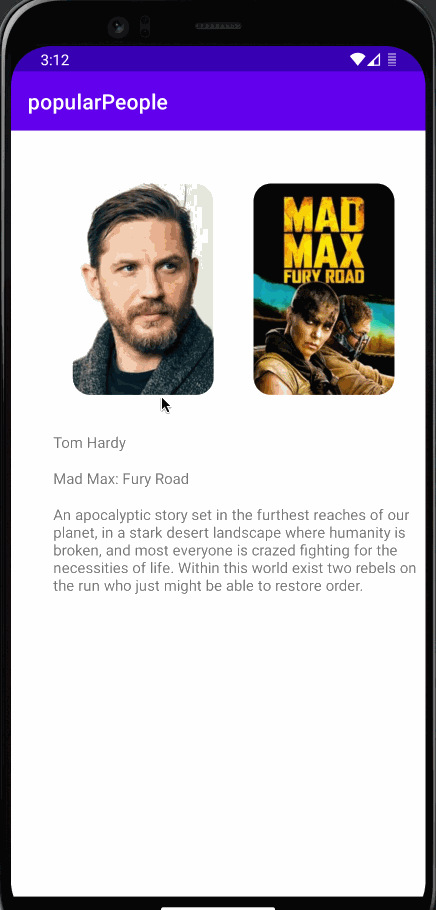 3:12
popularPeople
MAD
MAX
FURY ROAD
Tom Hardy
Mad Max: Fury Road
An apocalyptic story set in the furthest reaches of our
planet, in a stark desert landscape where humanity is
broken, and most everyone is crazed fighting for the
necessities of life. Within this world exist two rebels on
the run who just might be able to restore order.